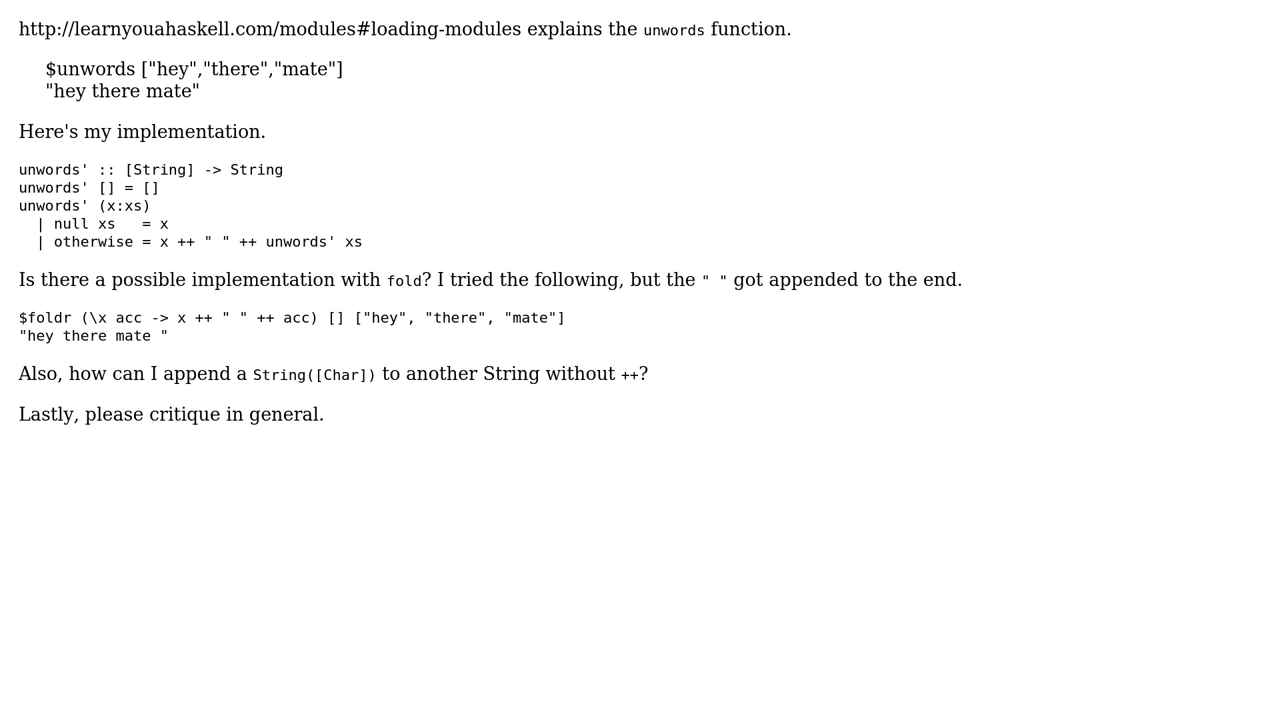 http://learnyouahaskell.com/modules#loading-modules explains the unwords function.
$unwords ["hey","there","mate"]
"hey there mate"
Here's my implementation.
unwords' :: [String] -> String
unwords' [] = []
unwords' (x:xs)
  | null xs   = x
  | otherwise = x ++ " " ++ unwords' xs
Is there a possible implementation with fold? I tried the following, but the " " got appended to the end.
$foldr (\x acc -> x ++ " " ++ acc) [] ["hey", "there", "mate"]
"hey there mate "
Also, how can I append a String([Char]) to another String without ++?
Lastly, please critique in general.